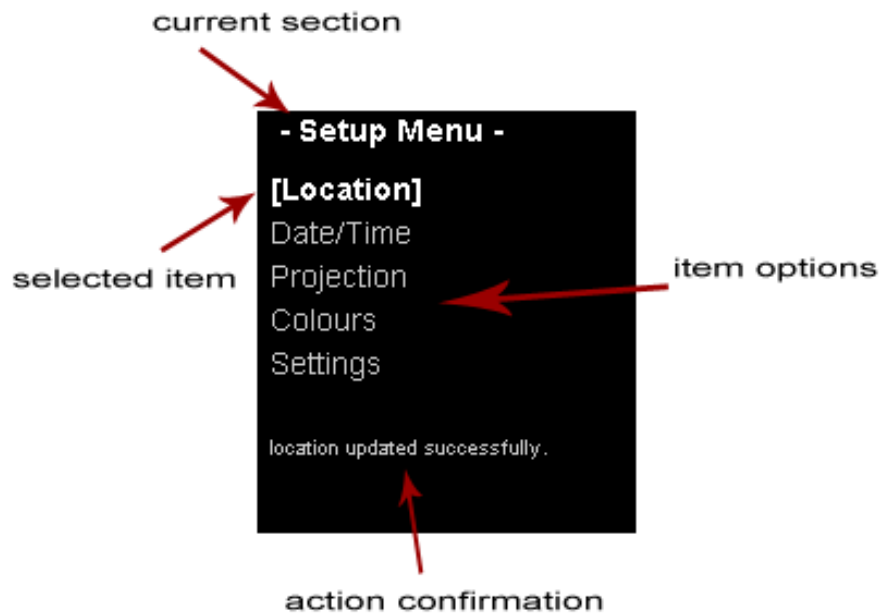 current section
- Setup Menu -
[Location]
Date/Time
selected item
Projection
item options
Colours
Settings
location updated successfully.
action confirmation